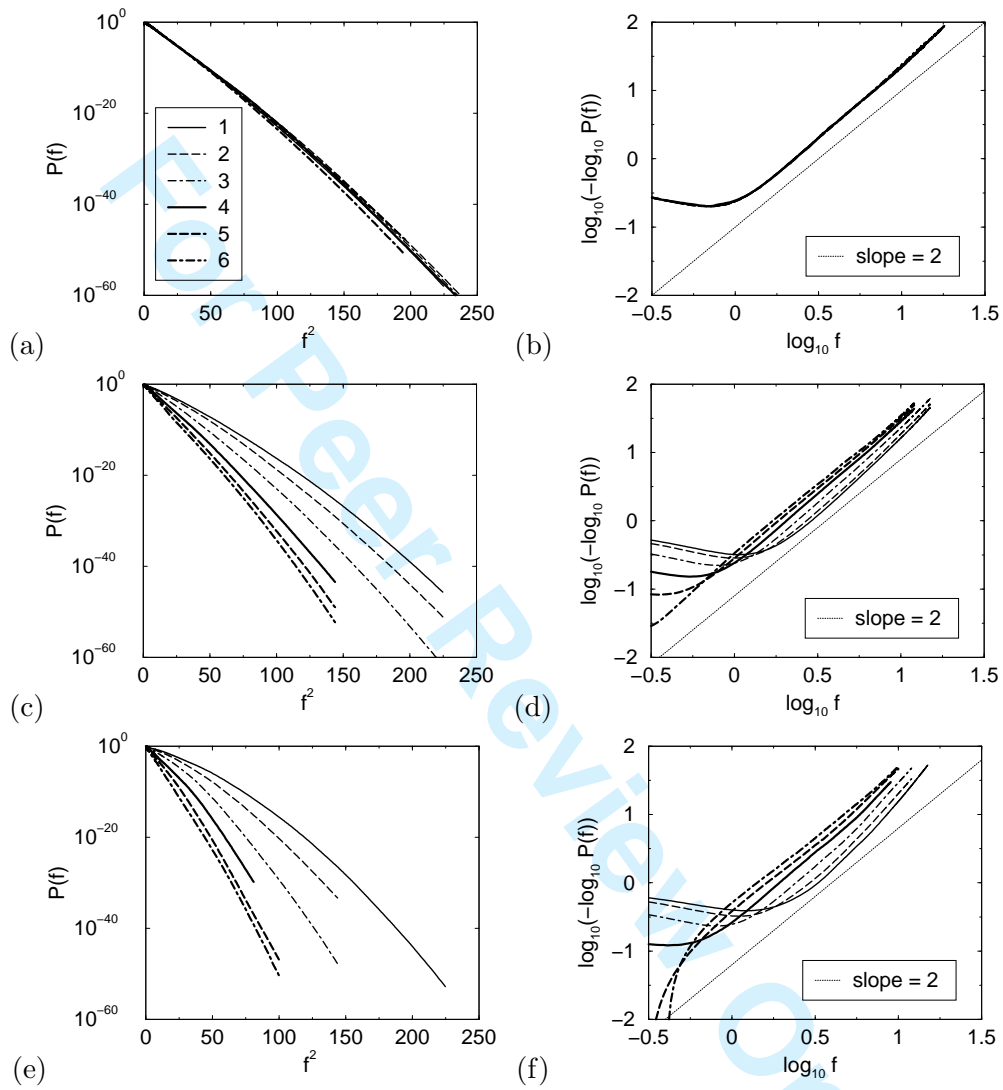 10^0
10^−20
10^−40
10^−60
P(f)
0 50 100 150 200 250
f^2
1
2
3
4
5
6
(a)
2
1
0
−1
−2
log10(−log10 P(f))
−0.5 0 0.5 1 1.5
log10 f
slope = 2
(b)
10^0
10^−20
10^−40
10^−60
P(f)
0 50 100 150 200 250
f^2
(c)
2
1
0
−1
−2
log10(−log10 P(f))
−0.5 0 0.5 1 1.5
log10 f
slope = 2
(d)
10^0
10^−20
10^−40
10^−60
P(f)
0 50 100 150 200 250
f^2
(e)
2
1
0
−1
−2
log10(−log10 P(f))
−0.5 0 0.5 1 1.5
log10 f
slope = 2
(f)
For Peer Review On